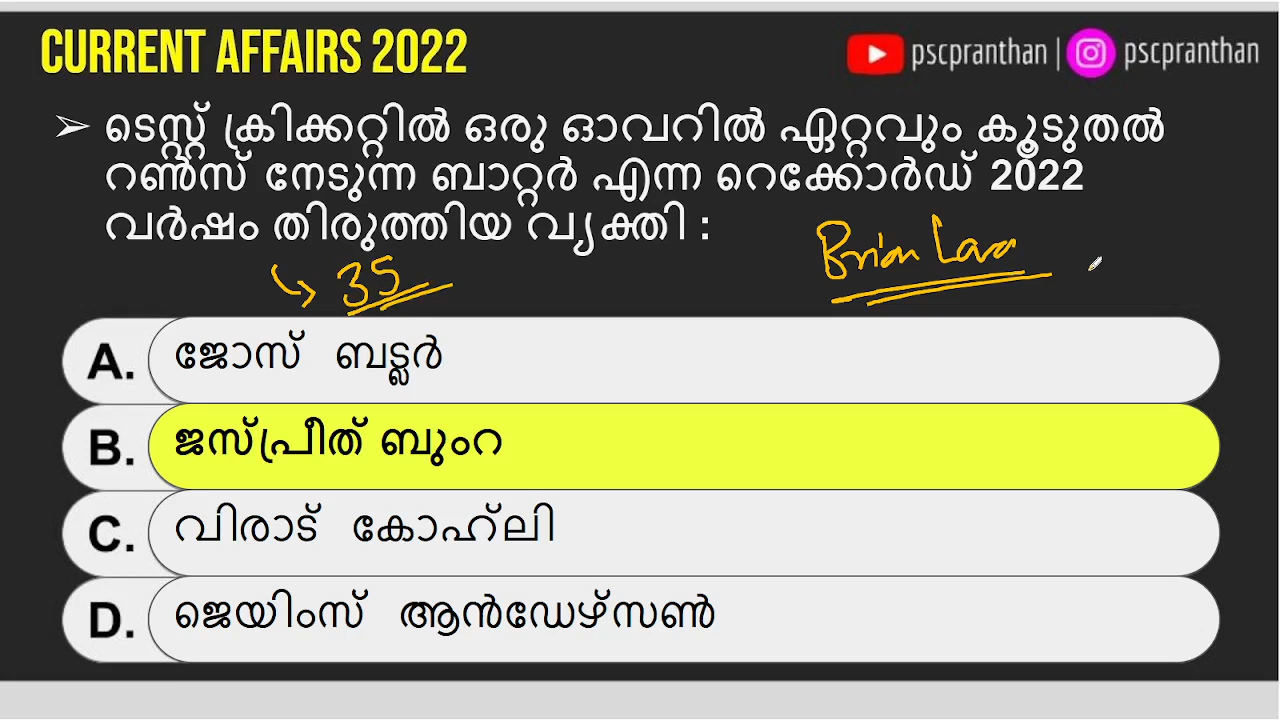 CURRENT AFFAIRS 2022
pscpranthan | pscpranthan
➢ ടെസ്റ്റ് ക്രിക്കറ്റിൽ ഒരു ഓവറിൽ ഏറ്റവും കൂടുതൽ
റൺസ് നേടുന്ന ബാറ്റർ എന്ന റെക്കോർഡ് 2022
വർഷം തിരുത്തിയ വ്യക്തി :
35
Brian Lara
A. ജോസ് ബട്ലർ
B. ജസ്പ്രീത് ബുംറ
C. വിരാട് കോഹ്‌ലി
D. ജെയിംസ് ആൻഡേഴ്സൺ